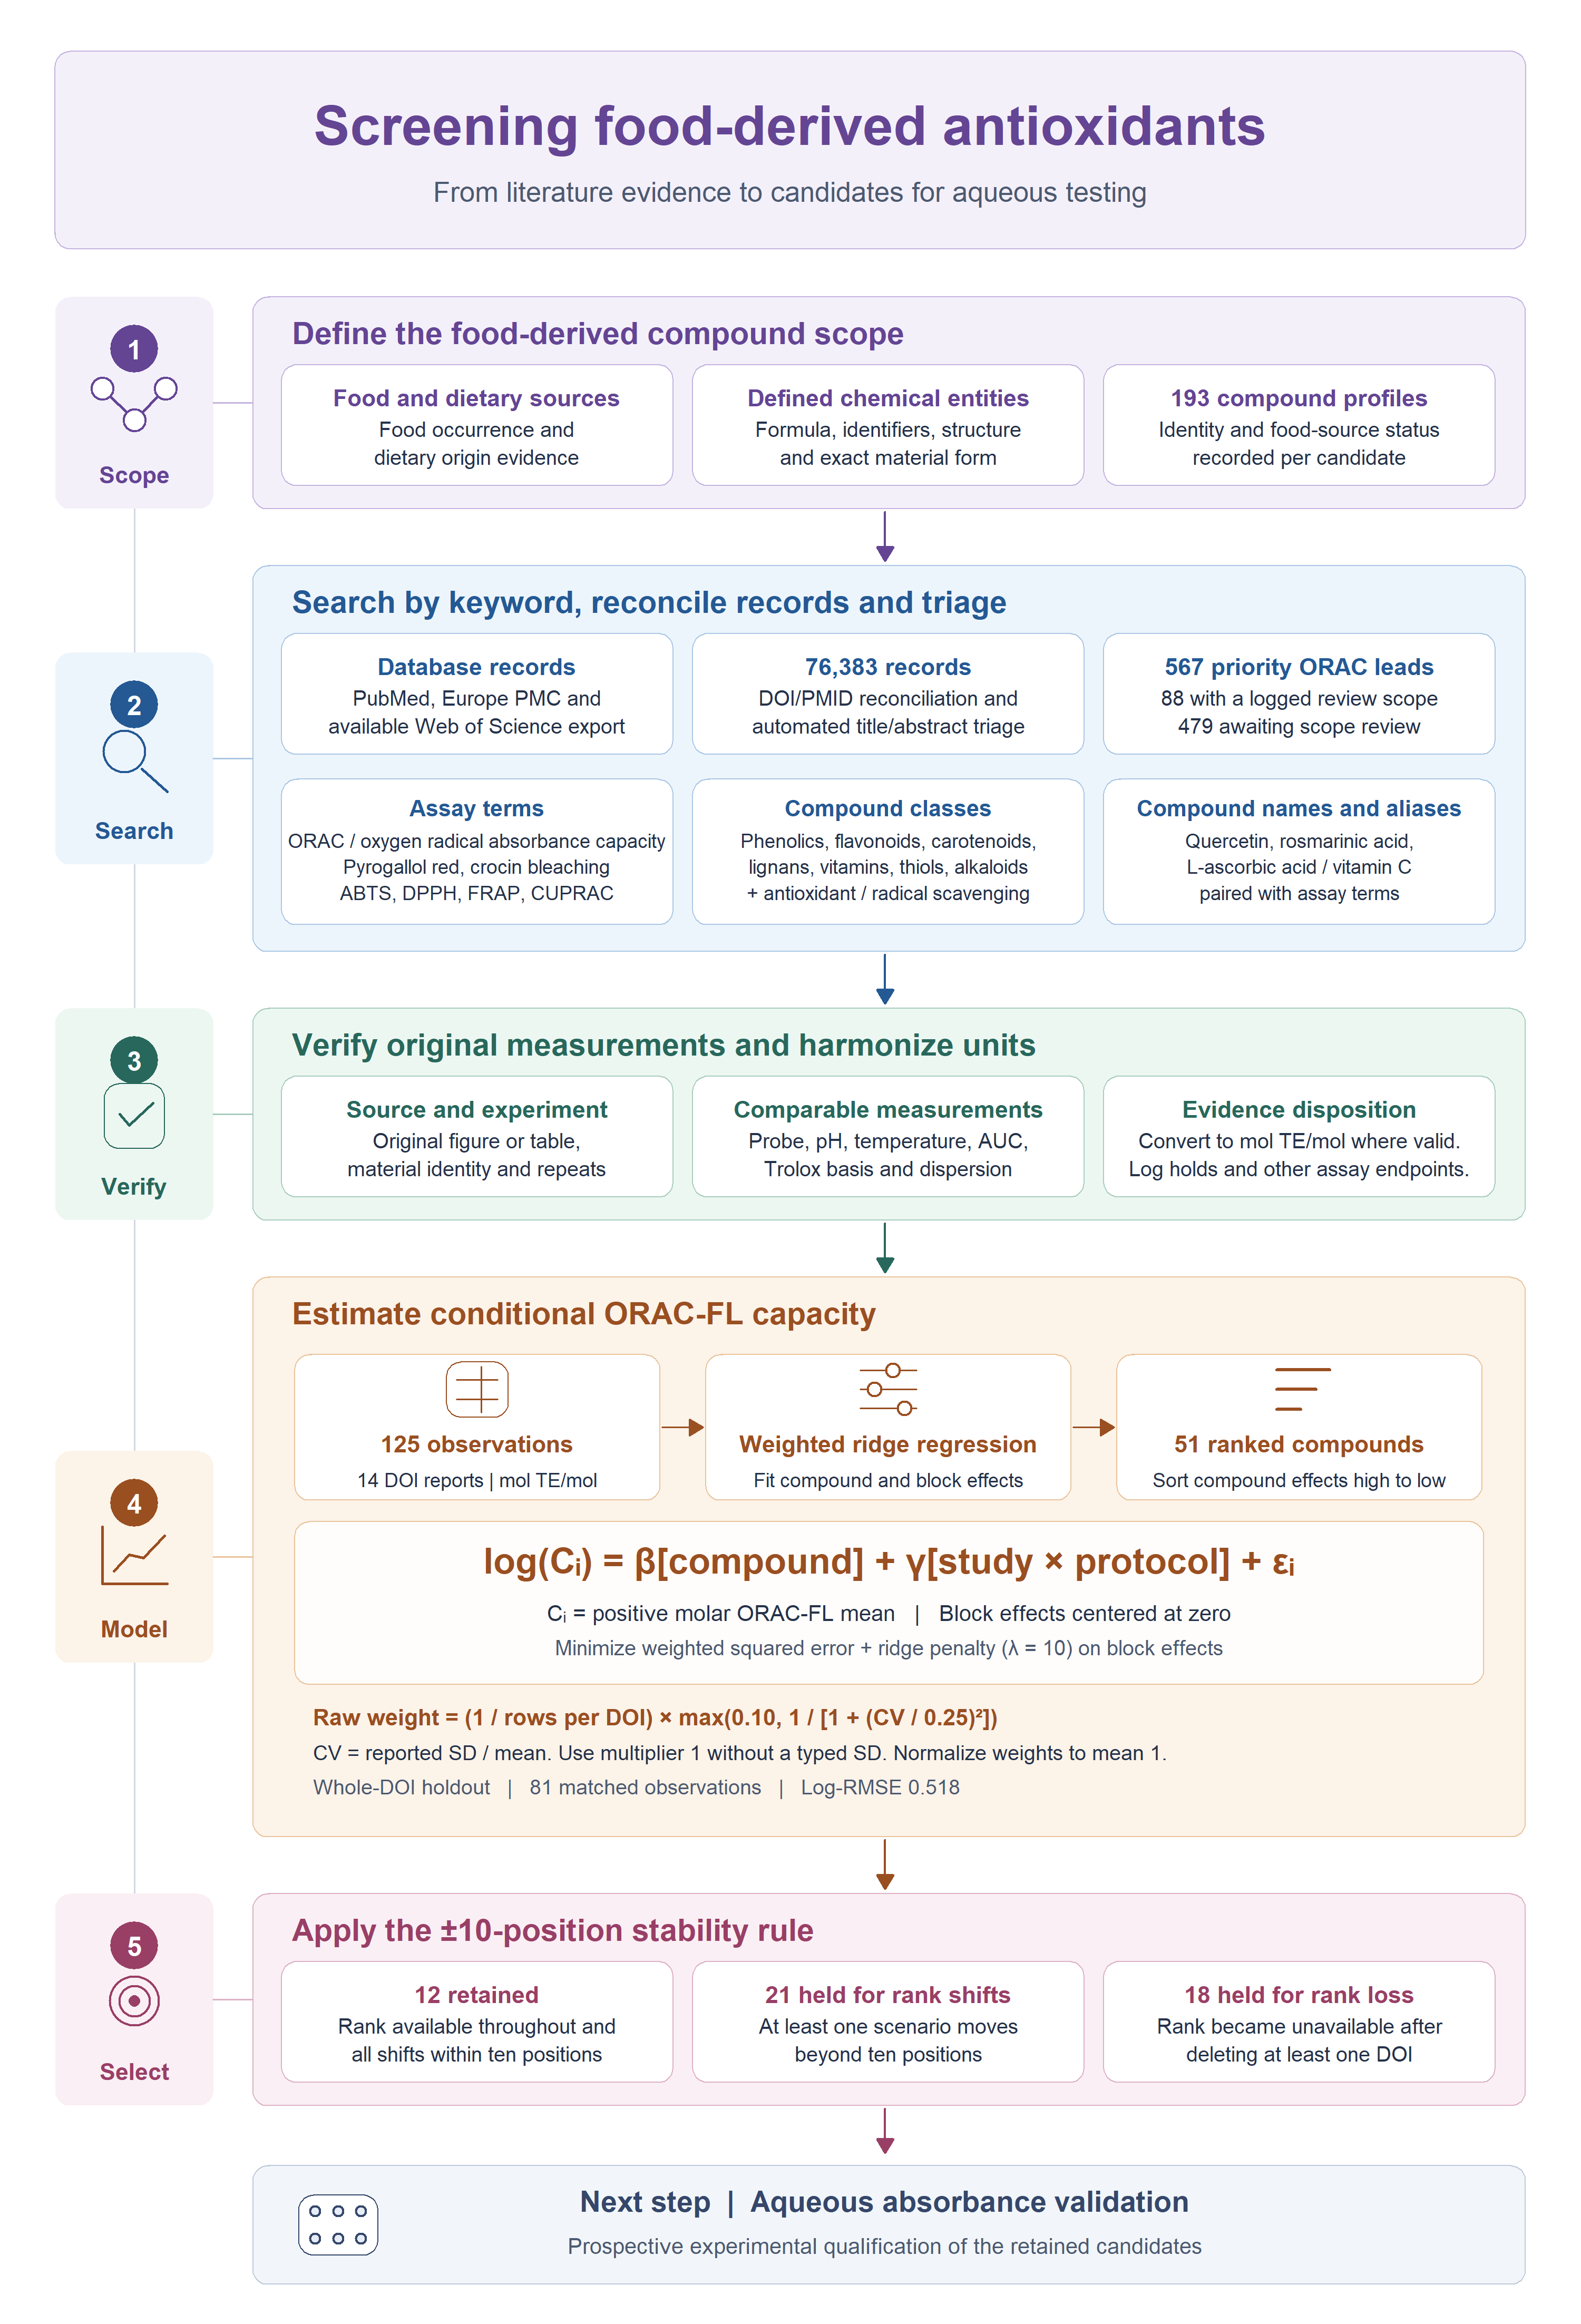 Screening food-derived antioxidants
From literature evidence to candidates for aqueous testing
1
Scope
Define the food-derived compound scope
Food and dietary sources
Food occurrence and
dietary origin evidence
Defined chemical entities
Formula, identifiers, structure
and exact material form
193 compound profiles
Identity and food-source status
recorded per candidate
2
Search
Search by keyword, reconcile records and triage
Database records
PubMed, Europe PMC and
available Web of Science export
76,383 records
DOI/PMID reconciliation and
automated title/abstract triage
567 priority ORAC leads
88 with a logged review scope
479 awaiting scope review
Assay terms
ORAC / oxygen radical absorbance capacity
Pyrogallol red, crocin bleaching
ABTS, DPPH, FRAP, CUPRAC
Compound classes
Phenolics, flavonoids, carotenoids,
lignans, vitamins, thiols, alkaloids
+ antioxidant / radical scavenging
Compound names and aliases
Quercetin, rosmarinic acid,
L-ascorbic acid / vitamin C
paired with assay terms
3
Verify
Verify original measurements and harmonize units
Source and experiment
Original figure or table,
material identity and repeats
Comparable measurements
Probe, pH, temperature, AUC,
Trolox basis and dispersion
Evidence disposition
Convert to mol TE/mol where valid.
Log holds and other assay endpoints.
4
Model
Estimate conditional ORAC-FL capacity
125 observations
14 DOI reports | mol TE/mol
Weighted ridge regression
Fit compound and block effects
51 ranked compounds
Sort compound effects high to low
log(Cᵢ) = β[compound] + γ[study × protocol] + εᵢ
Cᵢ = positive molar ORAC-FL mean | Block effects centered at zero
Minimize weighted squared error + ridge penalty (λ = 10) on block effects
Raw weight = (1 / rows per DOI) × max(0.10, 1 / [1 + (CV / 0.25)²])
CV = reported SD / mean. Use multiplier 1 without a typed SD. Normalize weights to mean 1.
Whole-DOI holdout | 81 matched observations | Log-RMSE 0.518
5
Select
Apply the ±10-position stability rule
12 retained
Rank available throughout and
all shifts within ten positions
21 held for rank shifts
At least one scenario moves
beyond ten positions
18 held for rank loss
Rank became unavailable after
deleting at least one DOI
Next step | Aqueous absorbance validation
Prospective experimental qualification of the retained candidates